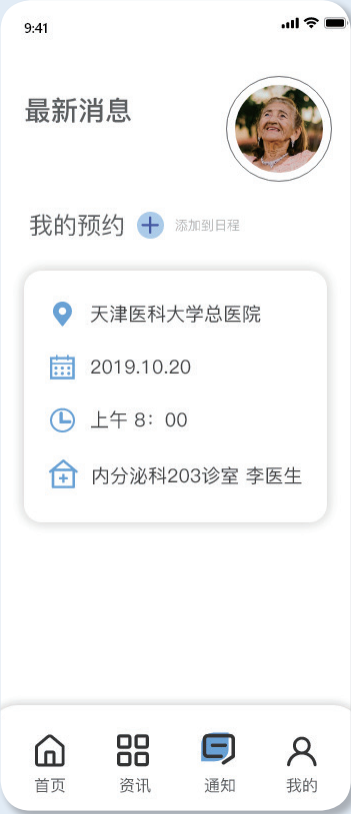 9:41
最新消息
我的预约
添加到日程
天津医科大学总医院
2019.10.20
上午 8：00
内分泌科203诊室 李医生
首页
资讯
通知
我的